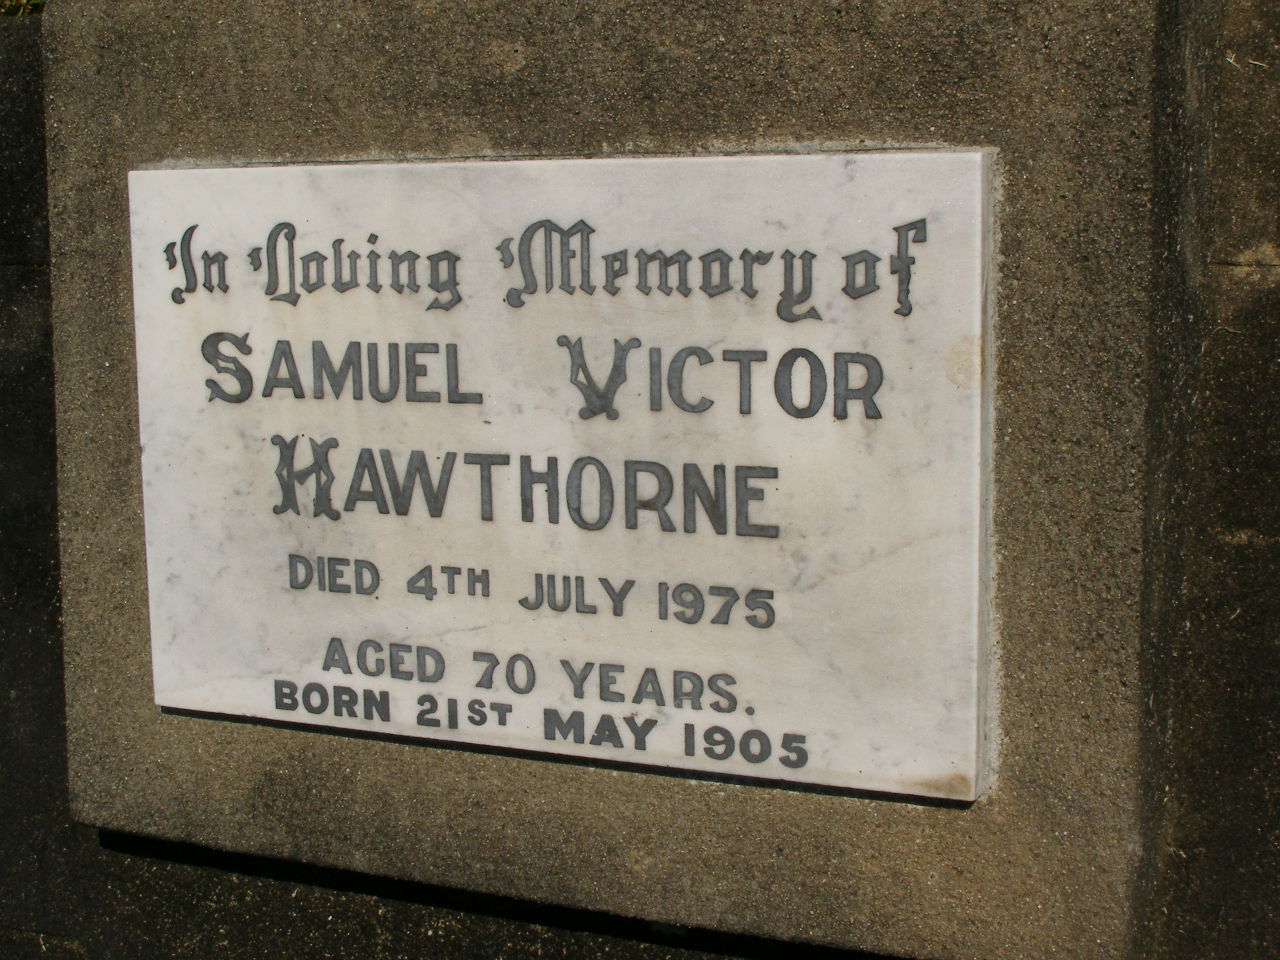 In Loving Memory of
SAMUEL VICTOR
HAWTHORNE
DIED 4TH JULY 1975
AGED 70 YEARS.
BORN 21ST MAY 1905